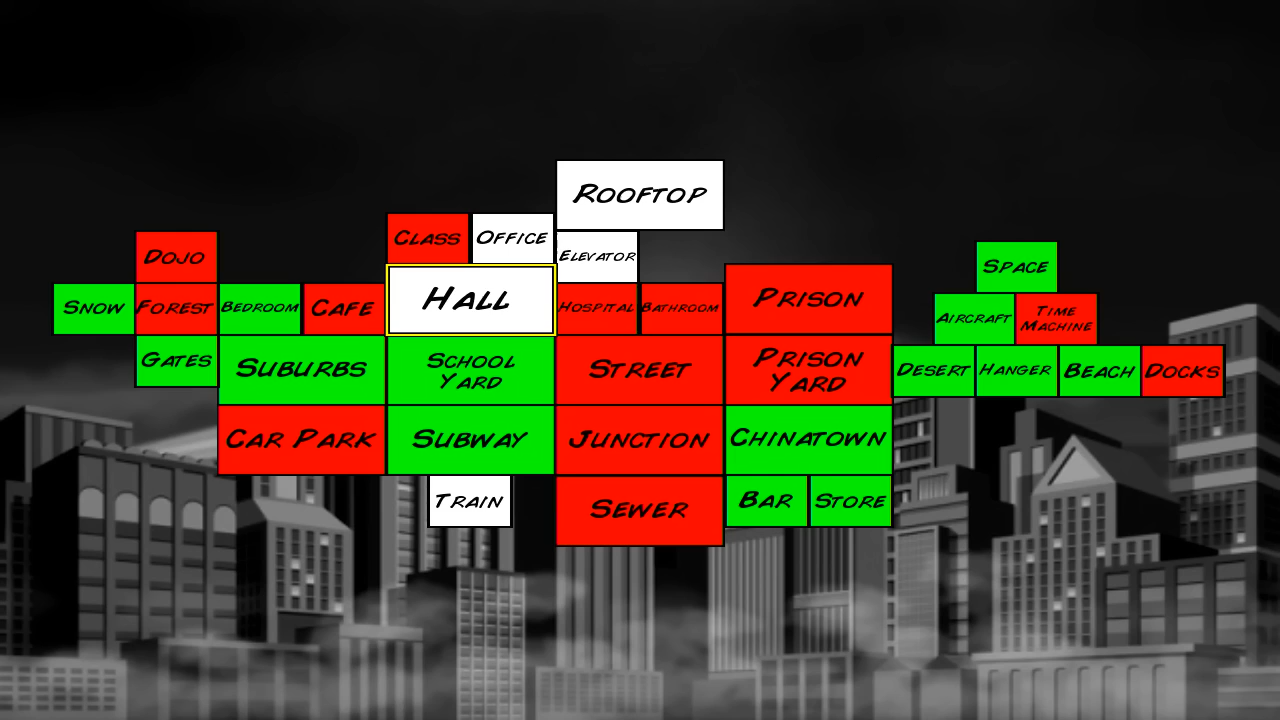 Rooftop
Class
Office
Elevator
Dojo
Space
Snow
Forest
Bedroom
Cafe
Hall
Hospital
Bathroom
Prison
Aircraft
Time
Machine
Gates
Suburbs
School
Yard
Street
Prison
Yard
Desert
Hanger
Beach
Docks
Car Park
Subway
Junction
Chinatown
Train
Sewer
Bar
Store